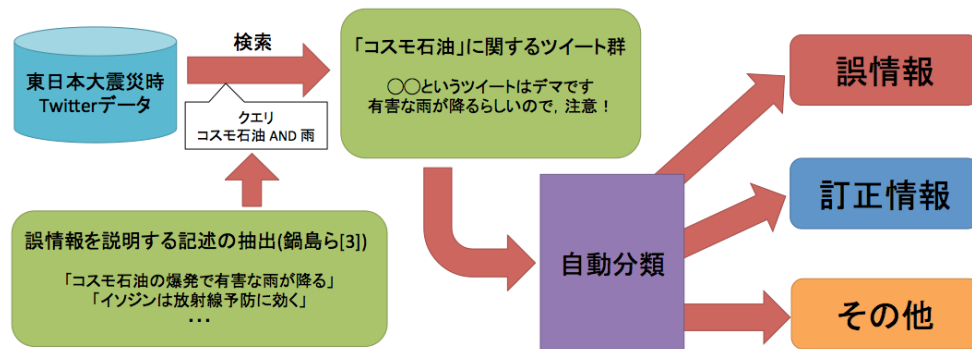 東日本大震災時
Twitterデータ
検索
クエリ
コスモ石油 AND 雨
「コスモ石油」に関するツイート群
○○というツイートはデマです
有害な雨が降るらしいので，注意！
誤情報を説明する記述の抽出(鍋島ら[3])
「コスモ石油の爆発で有害な雨が降る」
「イソジンは放射線予防に効く」
・・・
自動分類
誤情報
訂正情報
その他